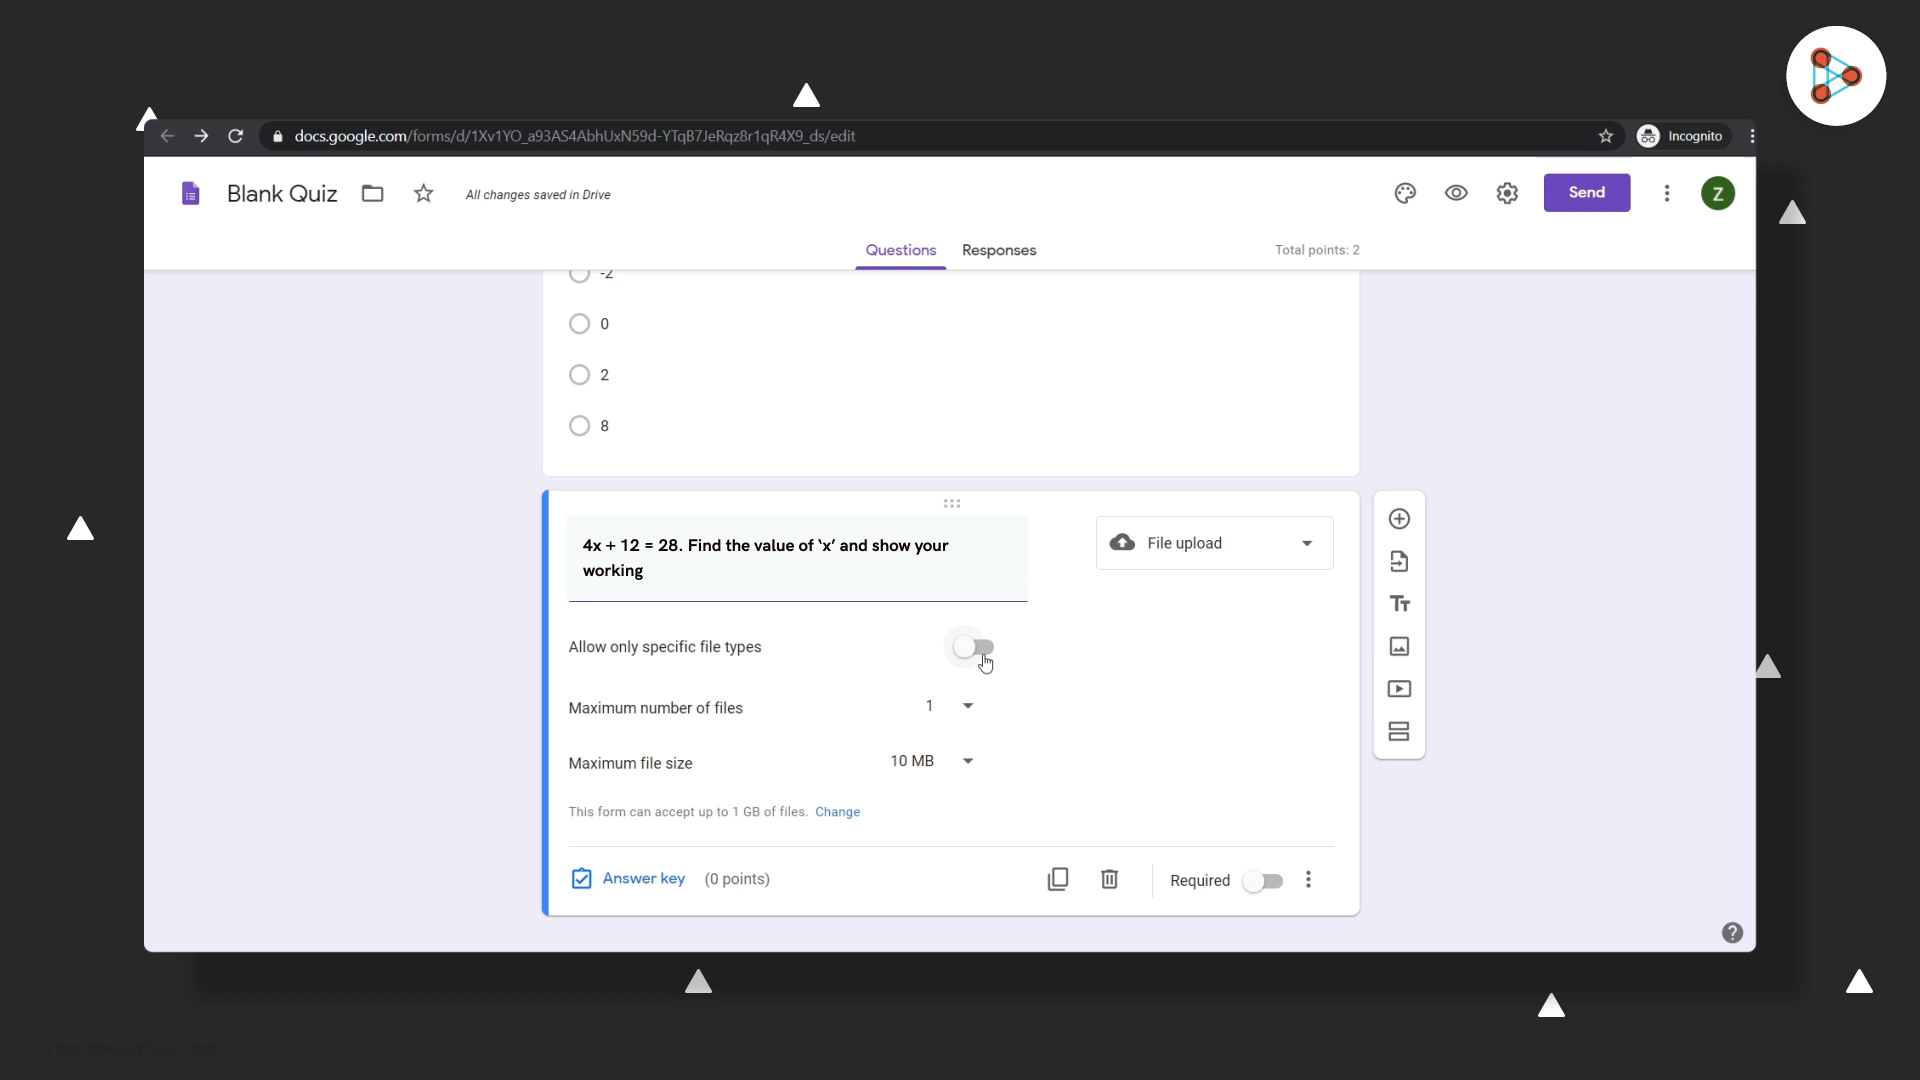 docs.google.com/forms/d/1Xv1YO_a93AS4AbhUxN59d-YTqB7JeRqz8r1qR4X9_ds/edit
Incognito
Blank Quiz
All changes saved in Drive
Send
Z
Questions
Responses
Total points: 2
-2
0
2
8
4x + 12 = 28. Find the value of ‘x’ and show your
working
File upload
Tт
Allow only specific file types
Maximum number of files
1
Maximum file size
10 MB
This form can accept up to 1 GB of files. Change
Answer key
(0 points)
Required
?